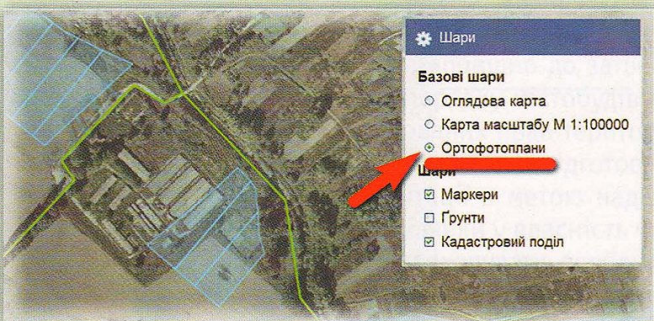 Шари
Базові шари
Оглядова карта
Карта масштабу М 1:100000
Ортофотоплани
Шари
Маркери
Ґрунти
Кадастровий поділ